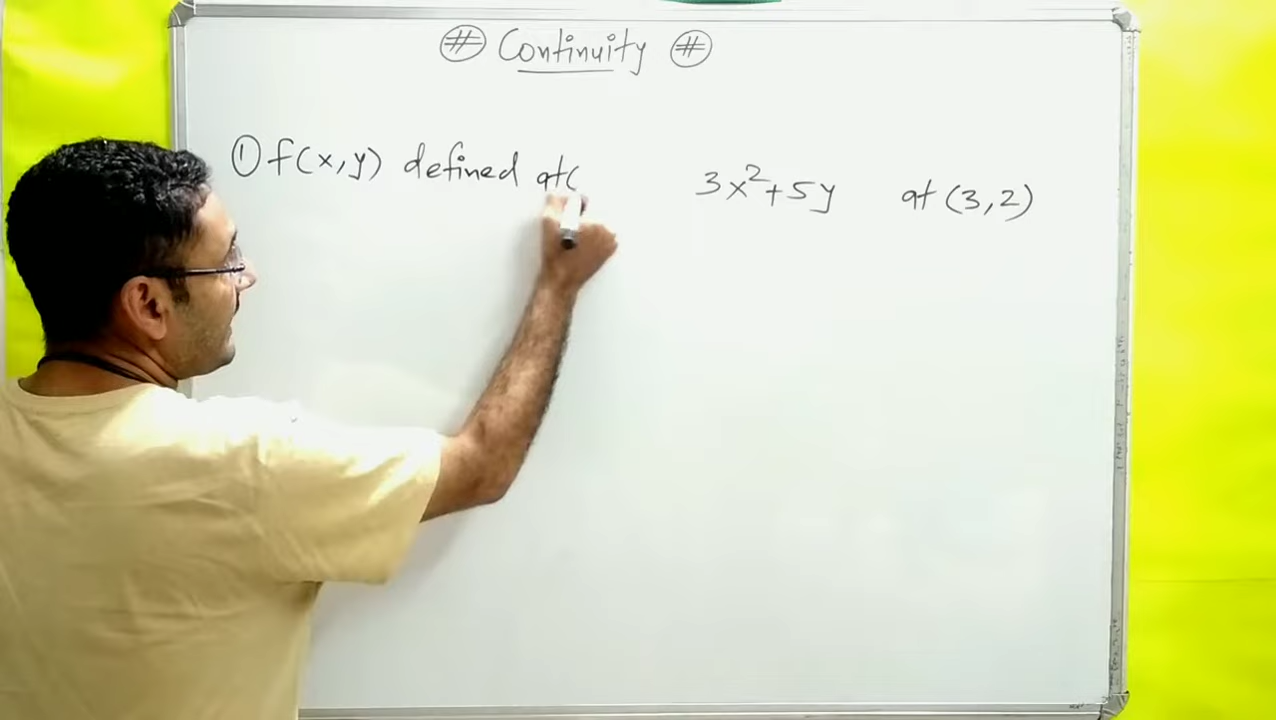 # Continuity #
① f(x,y) defined at(
3x²+5y at (3,2)